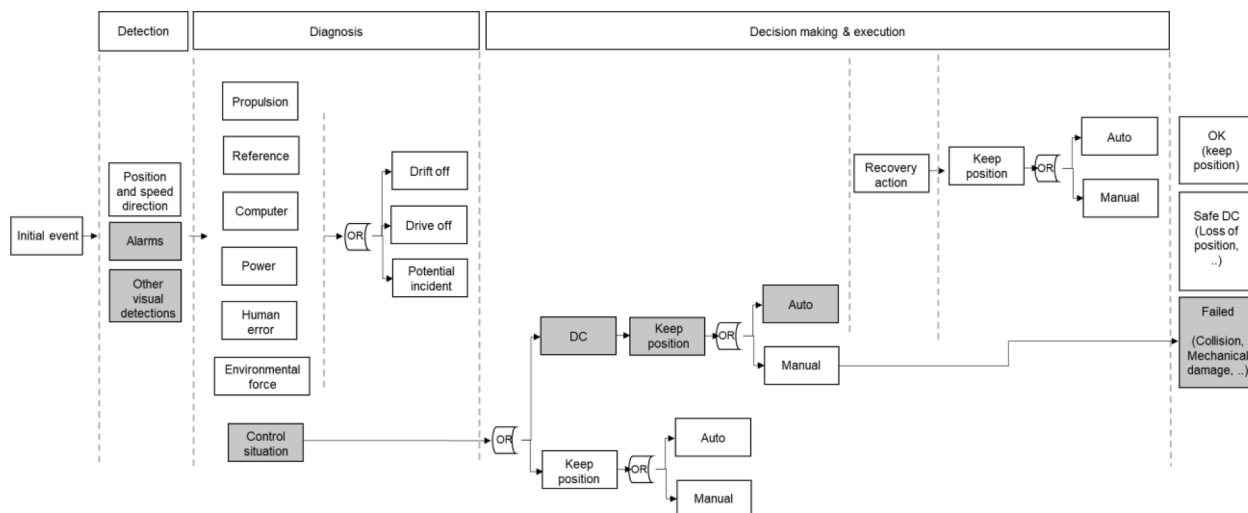 Detection
Diagnosis
Decision making & execution
Initial event
Position
and speed
direction
Alarms
Other
visual
detections
Propulsion
Reference
Computer
Power
Human
error
Environmental
force
Control
situation
OR
Drift off
Drive off
Potential
incident
OR
DC
Keep
position
OR
Auto
Manual
Keep
position
OR
Auto
Manual
Recovery
action
Keep
position
OR
Auto
Manual
OK
(keep
position)
Safe DC
(Loss of
position,
..)
Failed
(Collision,
Mechanical
damage, ..)